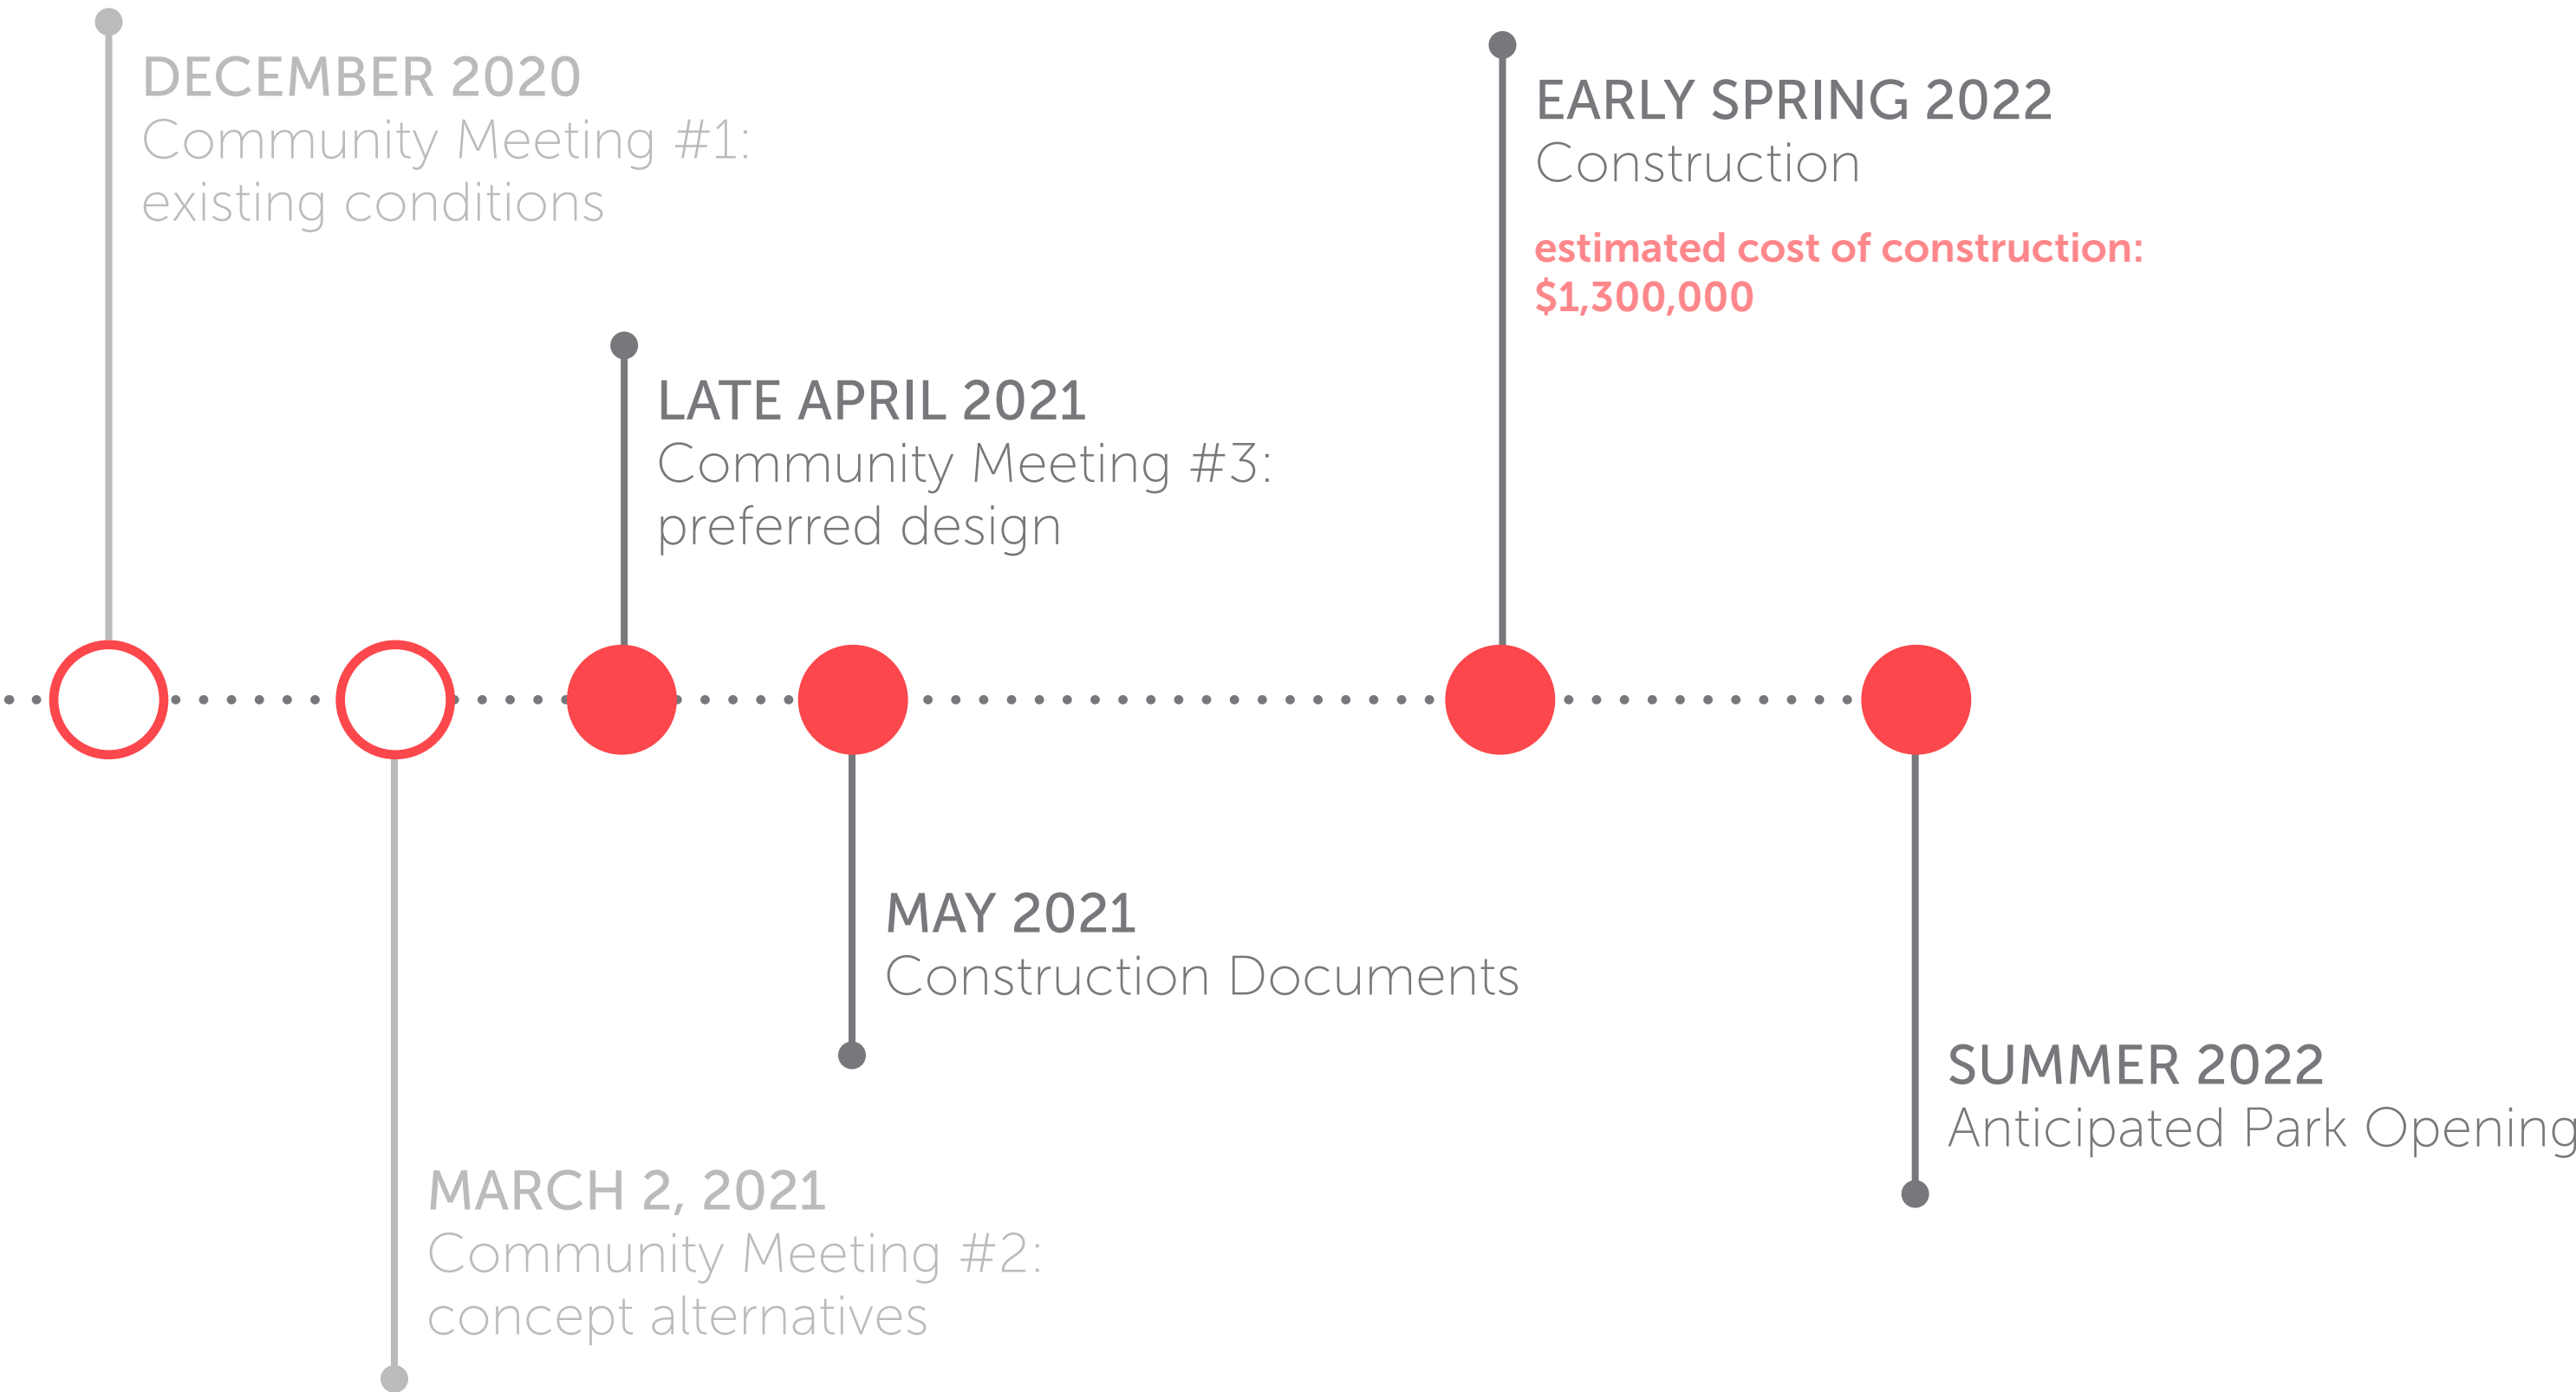 DECEMBER 2020
Community Meeting #1:
existing conditions
MARCH 2, 2021
Community Meeting #2:
concept alternatives
LATE APRIL 2021
Community Meeting #3:
preferred design
MAY 2021
Construction Documents
EARLY SPRING 2022
Construction
estimated cost of construction:
$1,300,000
SUMMER 2022
Anticipated Park Opening